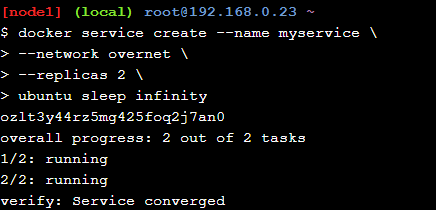 [node1] (local) root@192.168.0.23 ~
$ docker service create --name myservice \
> --network overnet \
> --replicas 2 \
> ubuntu sleep infinity
ozlt3y44rz5mg425foq2j7an0
overall progress: 2 out of 2 tasks
1/2: running
2/2: running
verify: Service converged